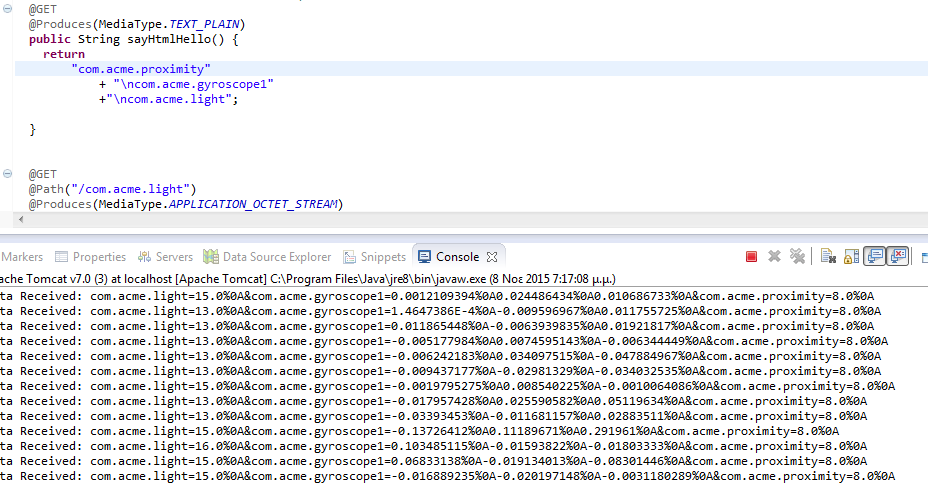 @GET
@Produces(MediaType.TEXT_PLAIN)
public String sayHtmlHello() {
return
"com.acme.proximity"
+ "\ncom.acme.gyroscope1"
+"\ncom.acme.light";
}
@GET
@Path("/com.acme.light")
@Produces(MediaType.APPLICATION_OCTET_STREAM)
Markers Properties Servers Data Source Explorer Snippets Console
ache Tomcat v7.0 (3) at localhost [Apache Tomcat] C:\Program Files\Java\jre8\bin\javaw.exe (8 Νοε 2015 7:17:08 μ.μ.)
ta Received: com.acme.light=15.0%0A&com.acme.gyroscope1=0.0012109394%0A0.024486434%0A0.010686733%0A&com.acme.proximity=8.0%0A
ta Received: com.acme.light=13.0%0A&com.acme.gyroscope1=1.4647386E-4%0A-0.009596967%0A0.011755725%0A&com.acme.proximity=8.0%0A
ta Received: com.acme.light=13.0%0A&com.acme.gyroscope1=0.011865448%0A-0.0063939835%0A0.01921817%0A&com.acme.proximity=8.0%0A
ta Received: com.acme.light=13.0%0A&com.acme.gyroscope1=-0.005177984%0A0.0074595143%0A-0.006344449%0A&com.acme.proximity=8.0%0A
ta Received: com.acme.light=13.0%0A&com.acme.gyroscope1=-0.006242183%0A0.034097515%0A-0.047884967%0A&com.acme.proximity=8.0%0A
ta Received: com.acme.light=13.0%0A&com.acme.gyroscope1=-0.009437177%0A-0.02981329%0A-0.034032535%0A&com.acme.proximity=8.0%0A
ta Received: com.acme.light=15.0%0A&com.acme.gyroscope1=-0.0019795275%0A0.008540225%0A-0.0010064086%0A&com.acme.proximity=8.0%0A
ta Received: com.acme.light=13.0%0A&com.acme.gyroscope1=-0.017957428%0A0.025590582%0A0.05119634%0A&com.acme.proximity=8.0%0A
ta Received: com.acme.light=13.0%0A&com.acme.gyroscope1=-0.03393453%0A-0.011681157%0A0.02883511%0A&com.acme.proximity=8.0%0A
ta Received: com.acme.light=15.0%0A&com.acme.gyroscope1=-0.13726412%0A0.11189671%0A0.291961%0A&com.acme.proximity=8.0%0A
ta Received: com.acme.light=16.0%0A&com.acme.gyroscope1=0.103485115%0A-0.01593822%0A-0.01803333%0A&com.acme.proximity=8.0%0A
ta Received: com.acme.light=15.0%0A&com.acme.gyroscope1=0.06833138%0A-0.019134013%0A-0.08301446%0A&com.acme.proximity=8.0%0A
ta Received: com.acme.light=15.0%0A&com.acme.gyroscope1=-0.016889235%0A-0.020197148%0A-0.0031180289%0A&com.acme.proximity=8.0%0A